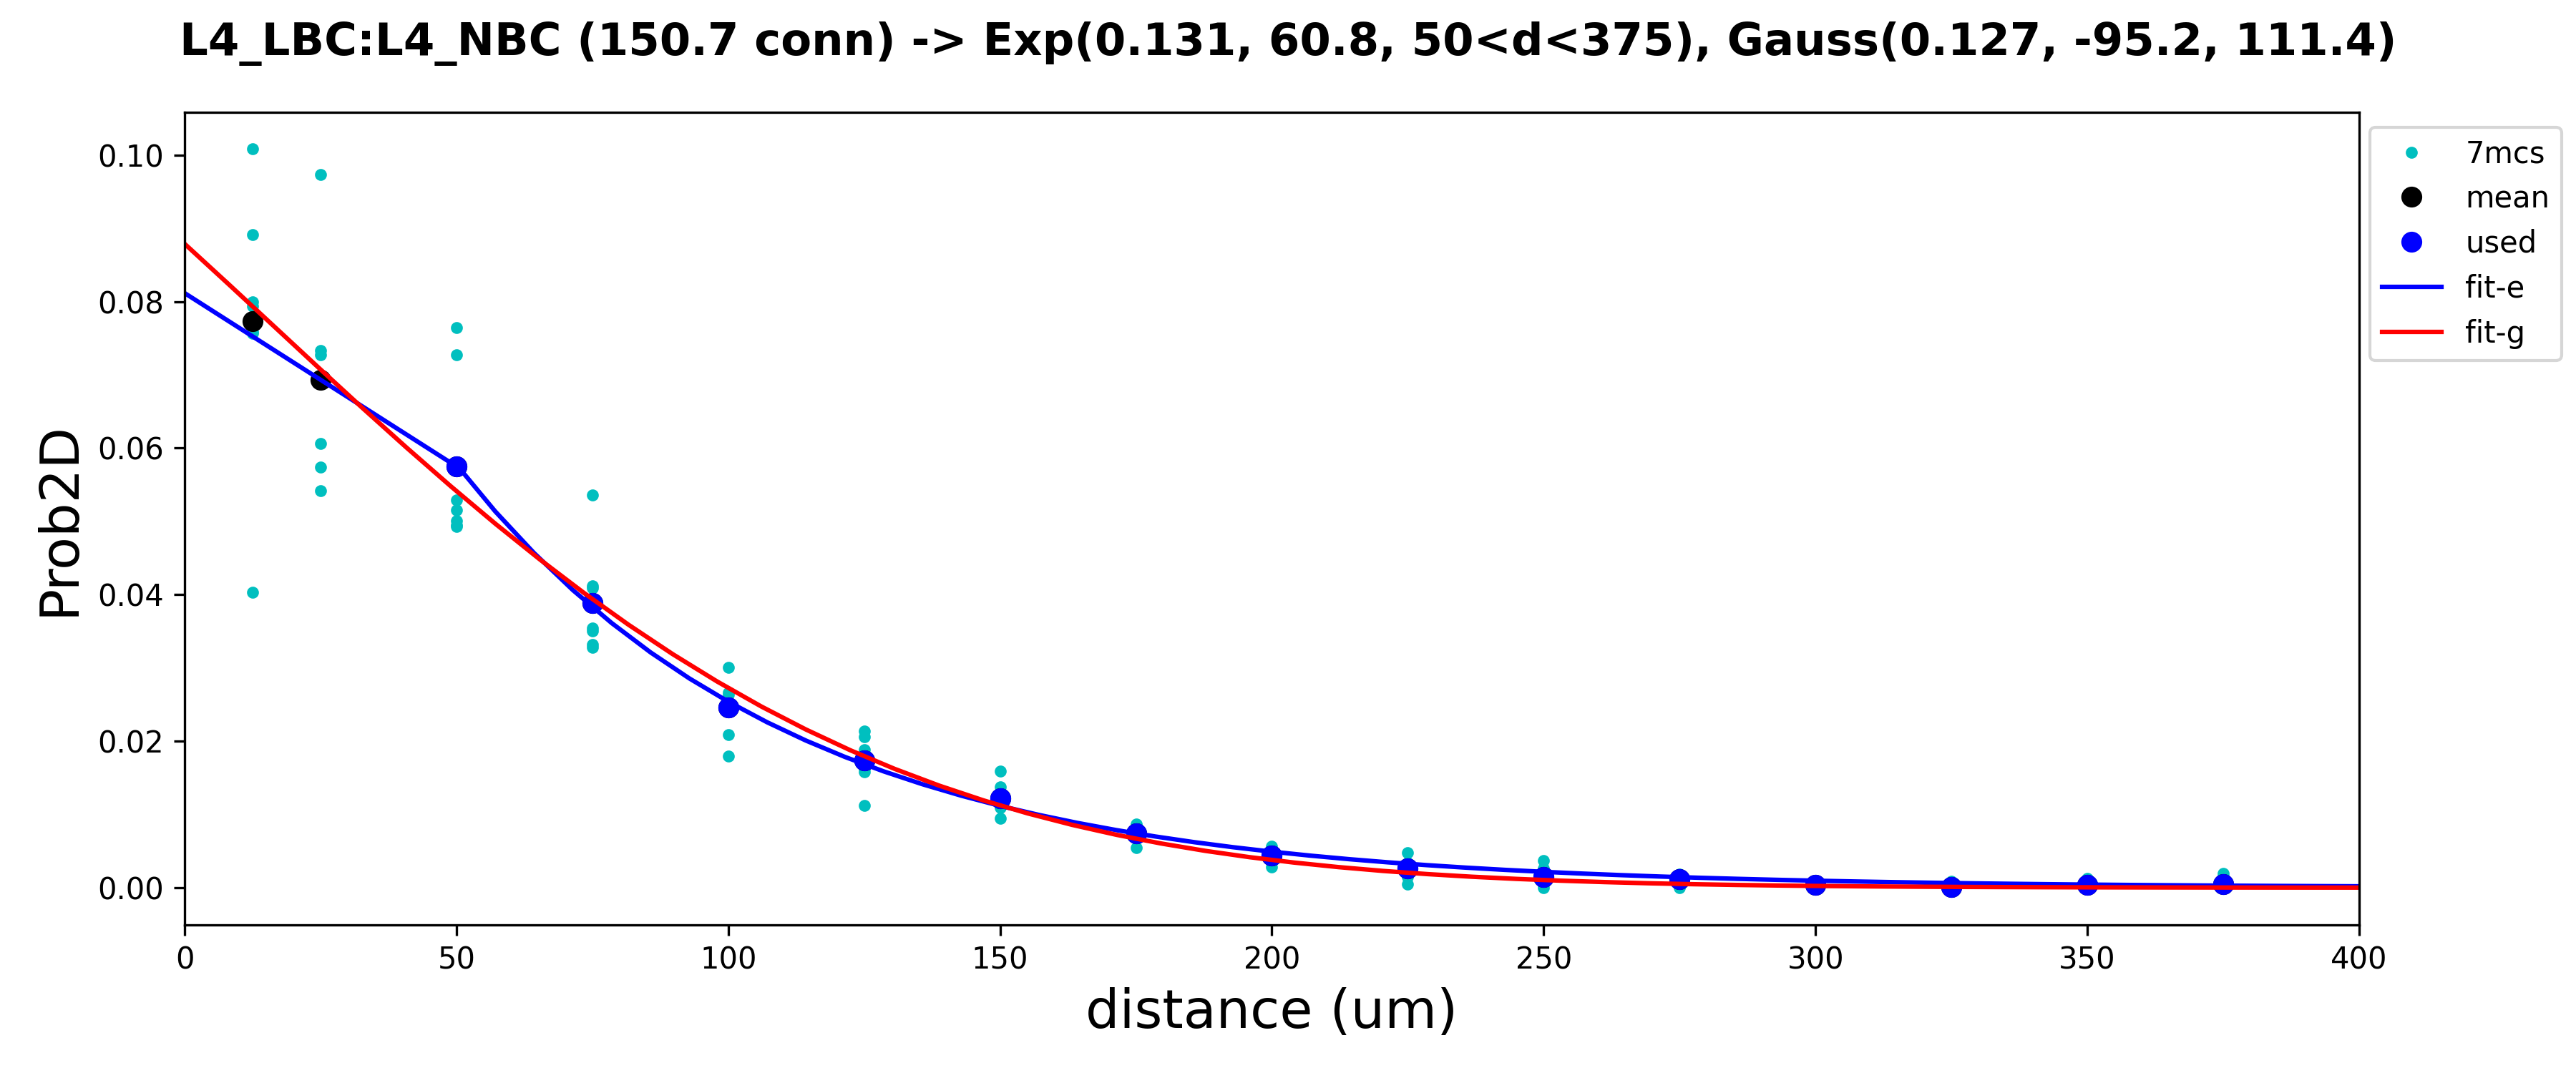 L4_LBC:L4_NBC (150.7 conn) -> Exp(0.131, 60.8, 50<d<375), Gauss(0.127, -95.2, 111.4)
0.10
0.08
0.06
0.04
0.02
0.00
Prob2D
0 50 100 150 200 250 300 350 400
distance (um)
7mcs
mean
used
fit-e
fit-g